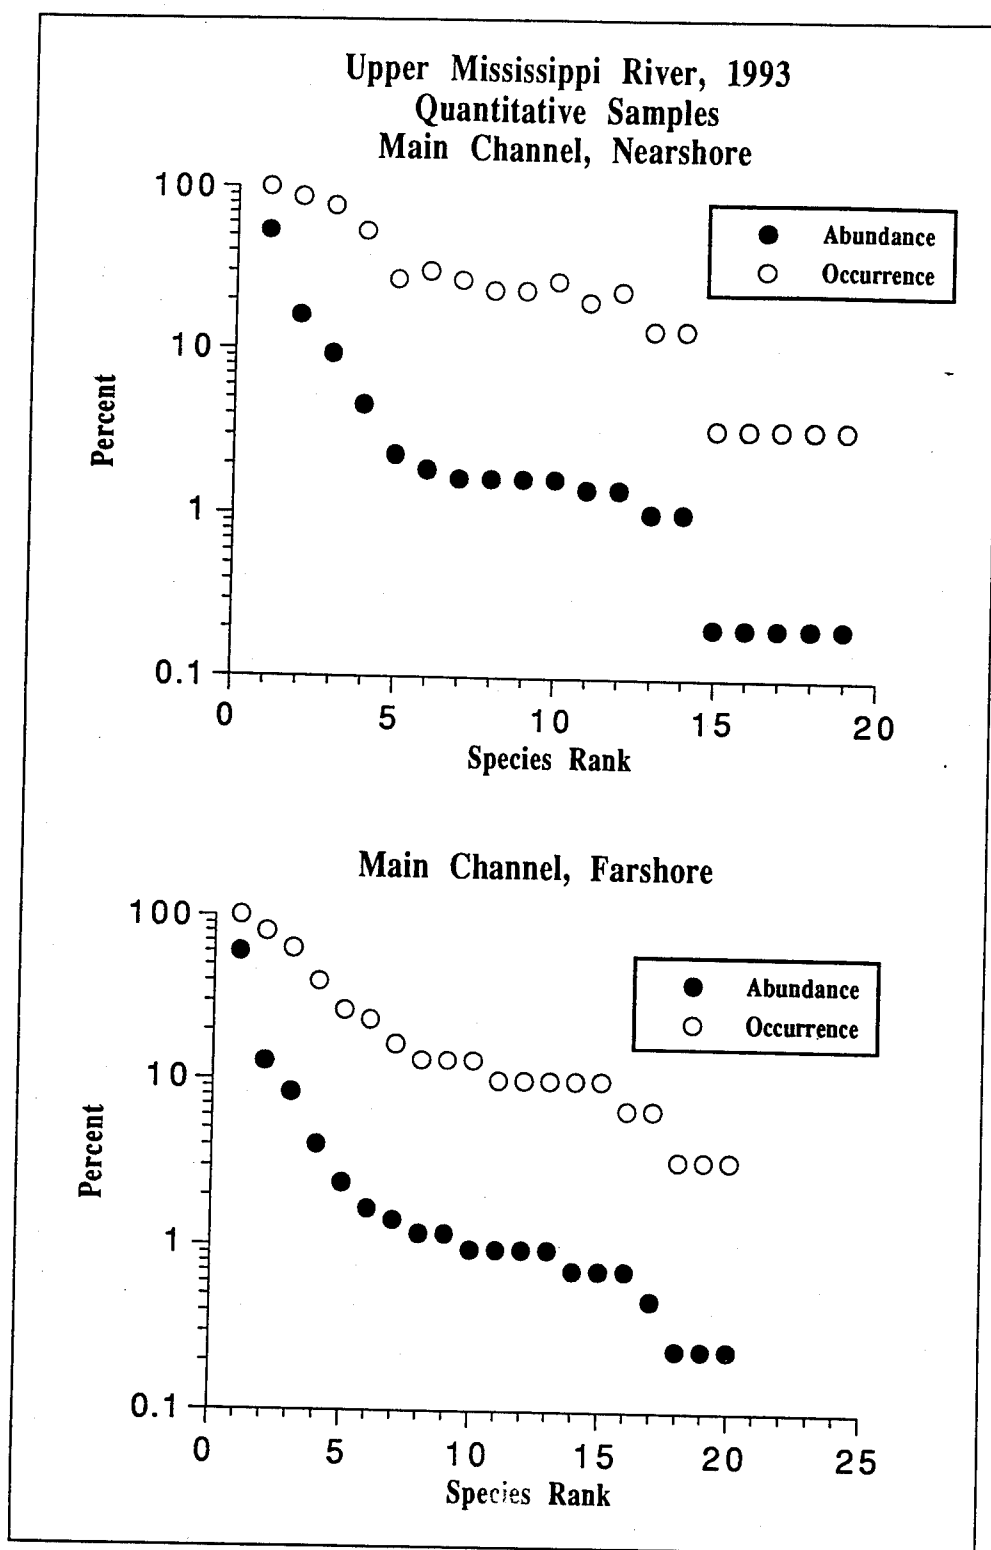 Upper Mississippi River, 1993
Quantitative Samples
Main Channel, Nearshore
100
10
1
0.1
Percent
Abundance
Occurrence
0
5
10
15
20
Species Rank
Main Channel, Farshore
100
10
1
0.1
Percent
Abundance
Occurrence
0
5
10
15
20
25
Species Rank